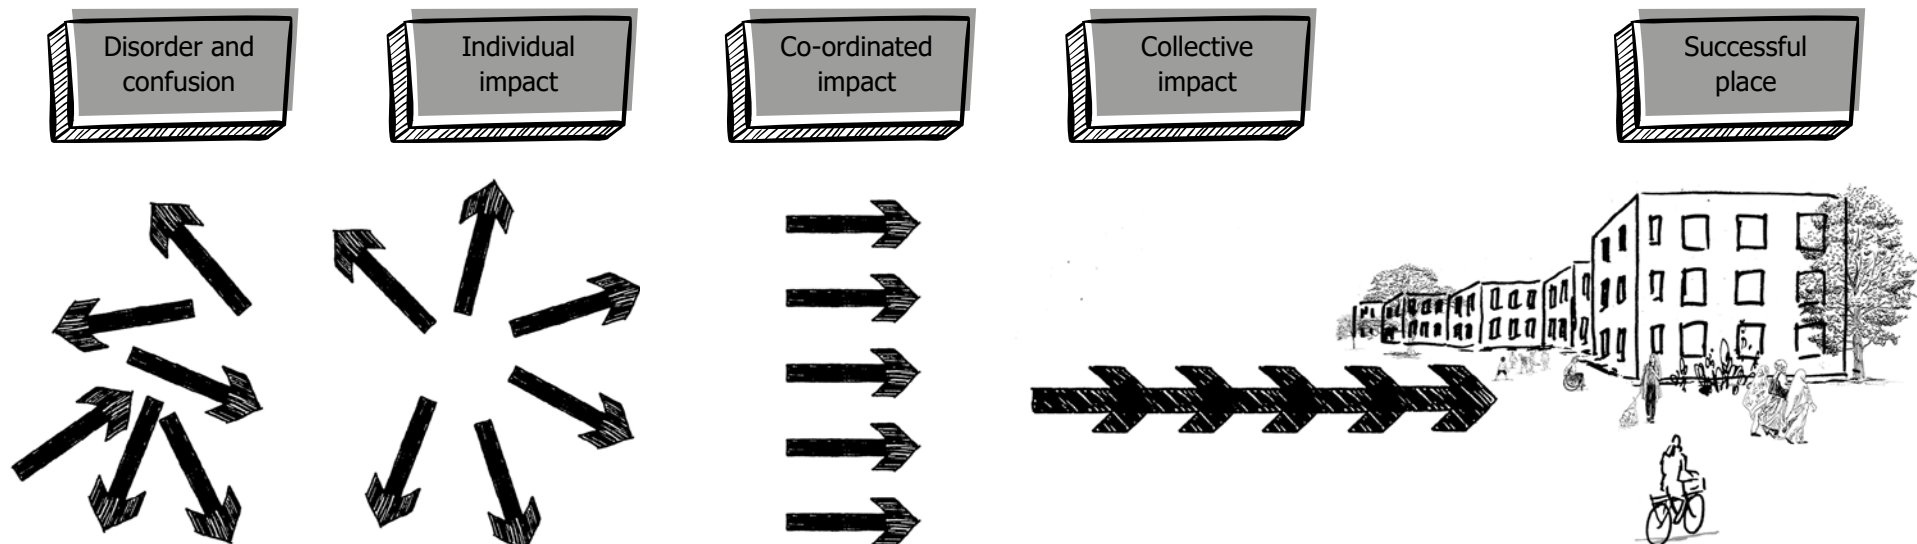 Disorder and
confusion
Individual
impact
Co-ordinated
impact
Collective
impact
Successful
place